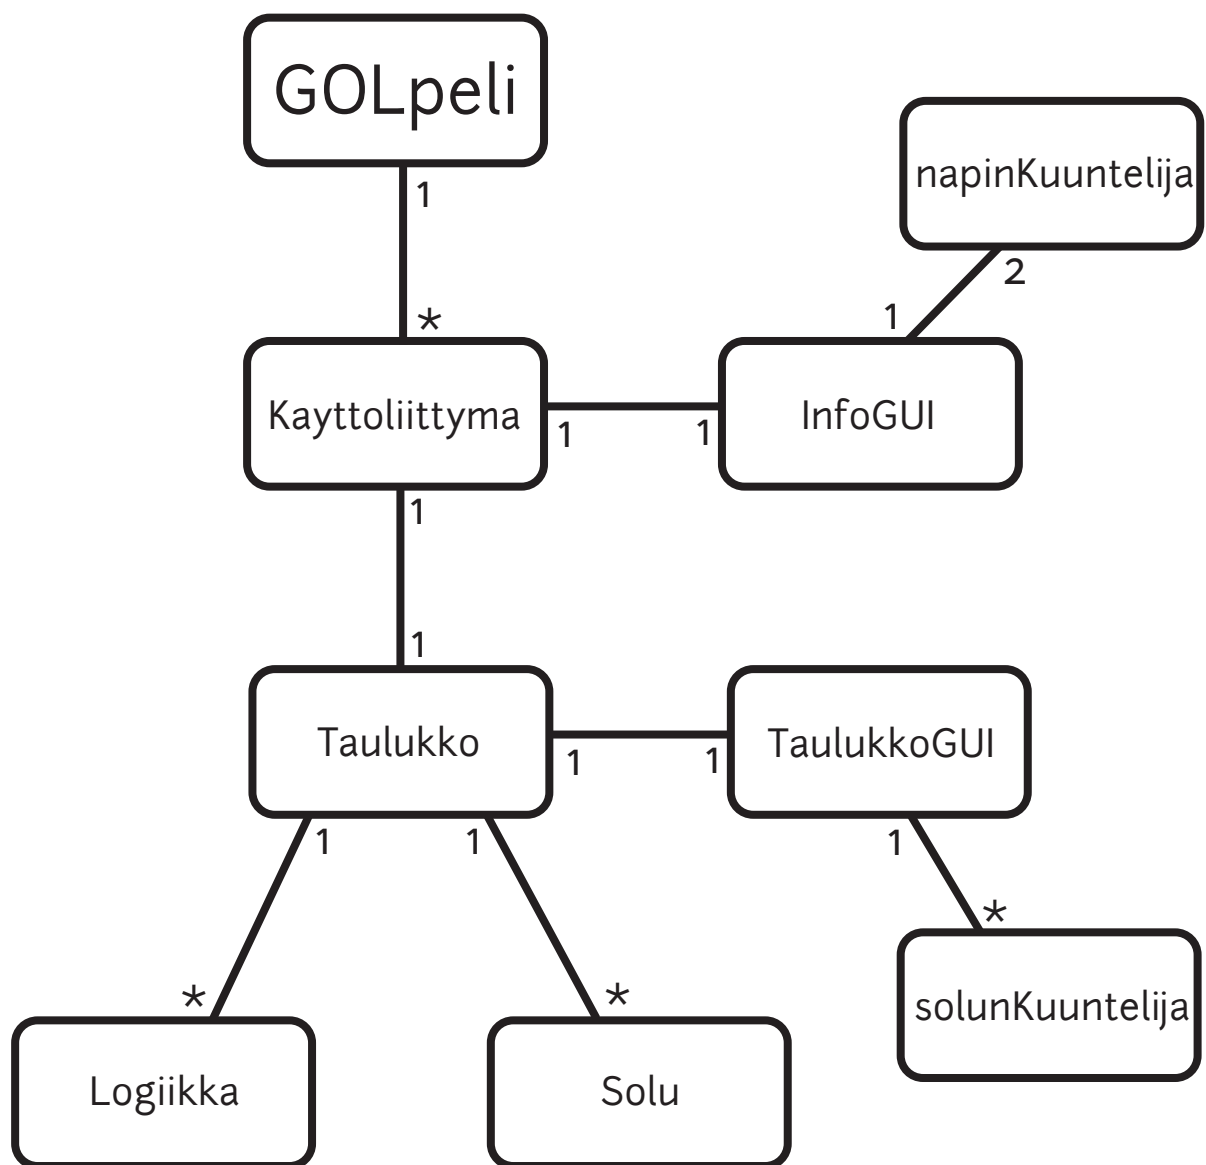 GOLpeli
1
napinKuuntelija
2
1
*
Kayttoliittyma
1
1
InfoGUI
1
1
Taulukko
1
1
TaulukkoGUI
1
1
1
*
solunKuuntelija
*
*
Logiikka
Solu